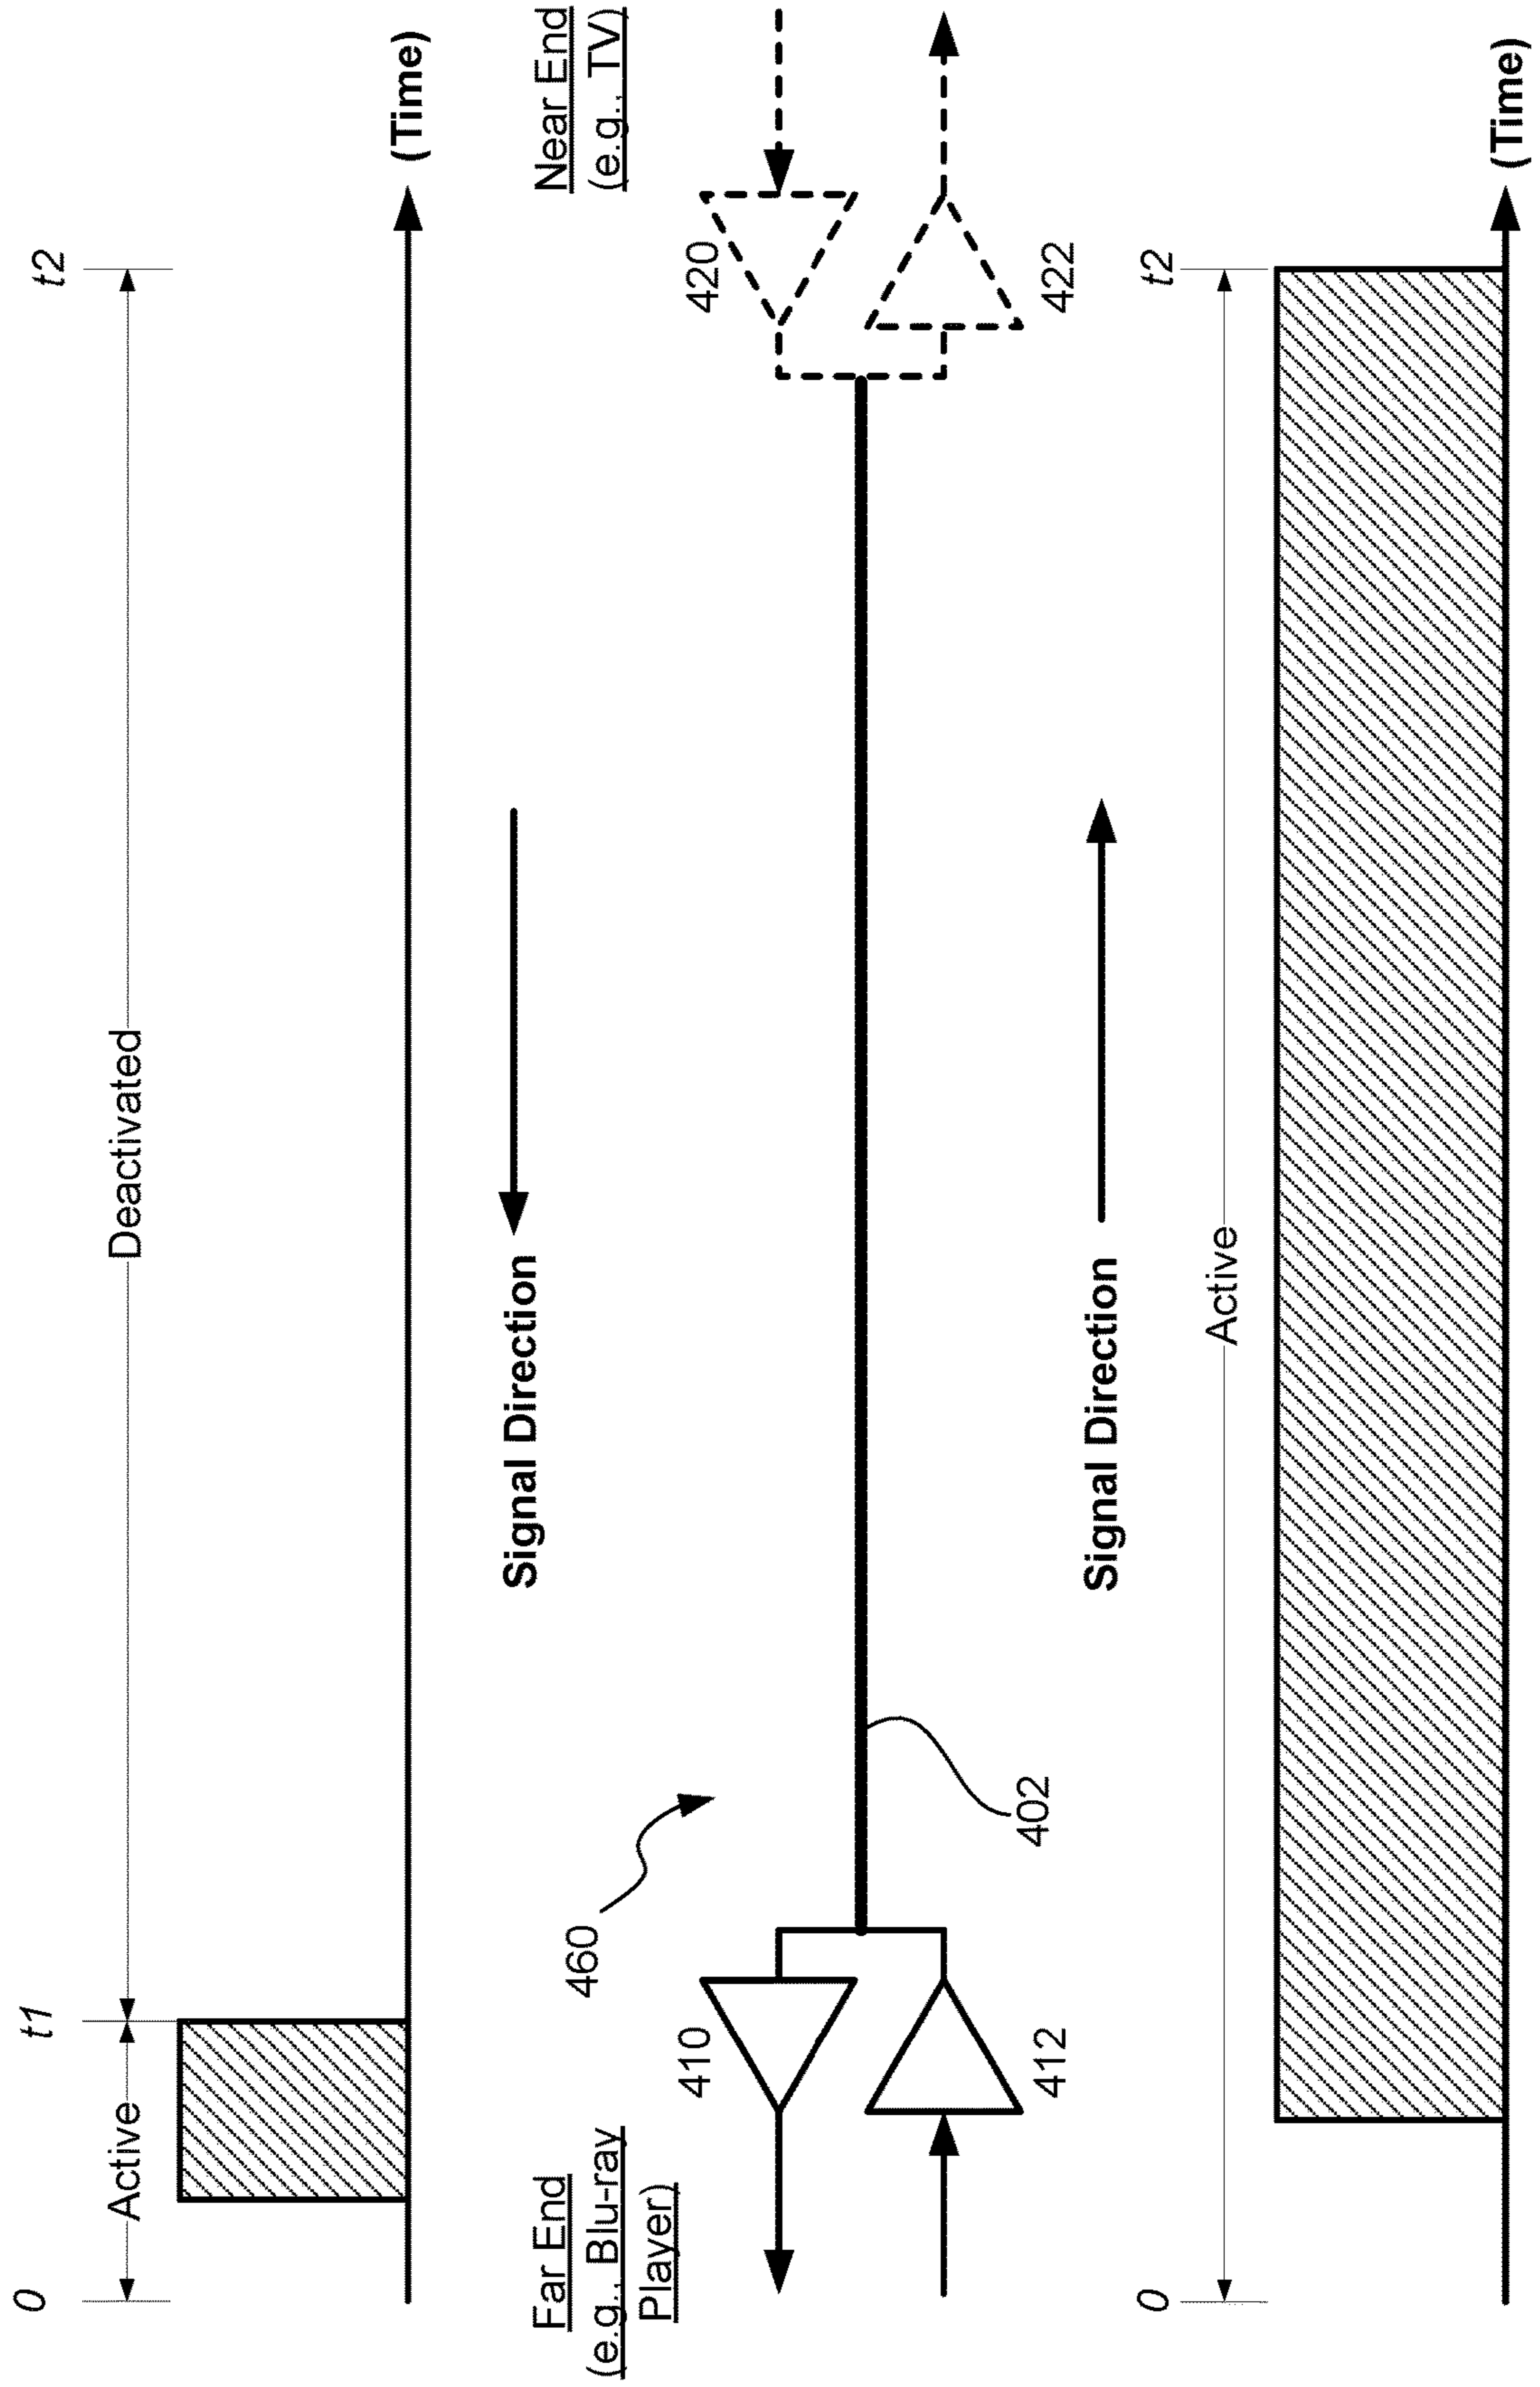 0
t1
t2
Active
Deactivated
(Time)
Signal Direction
Far End
(e.g., Blu-ray
Player)
Near End
(e.g., TV)
460
410
420
412
402
422
Signal Direction
0
t2
Active
(Time)